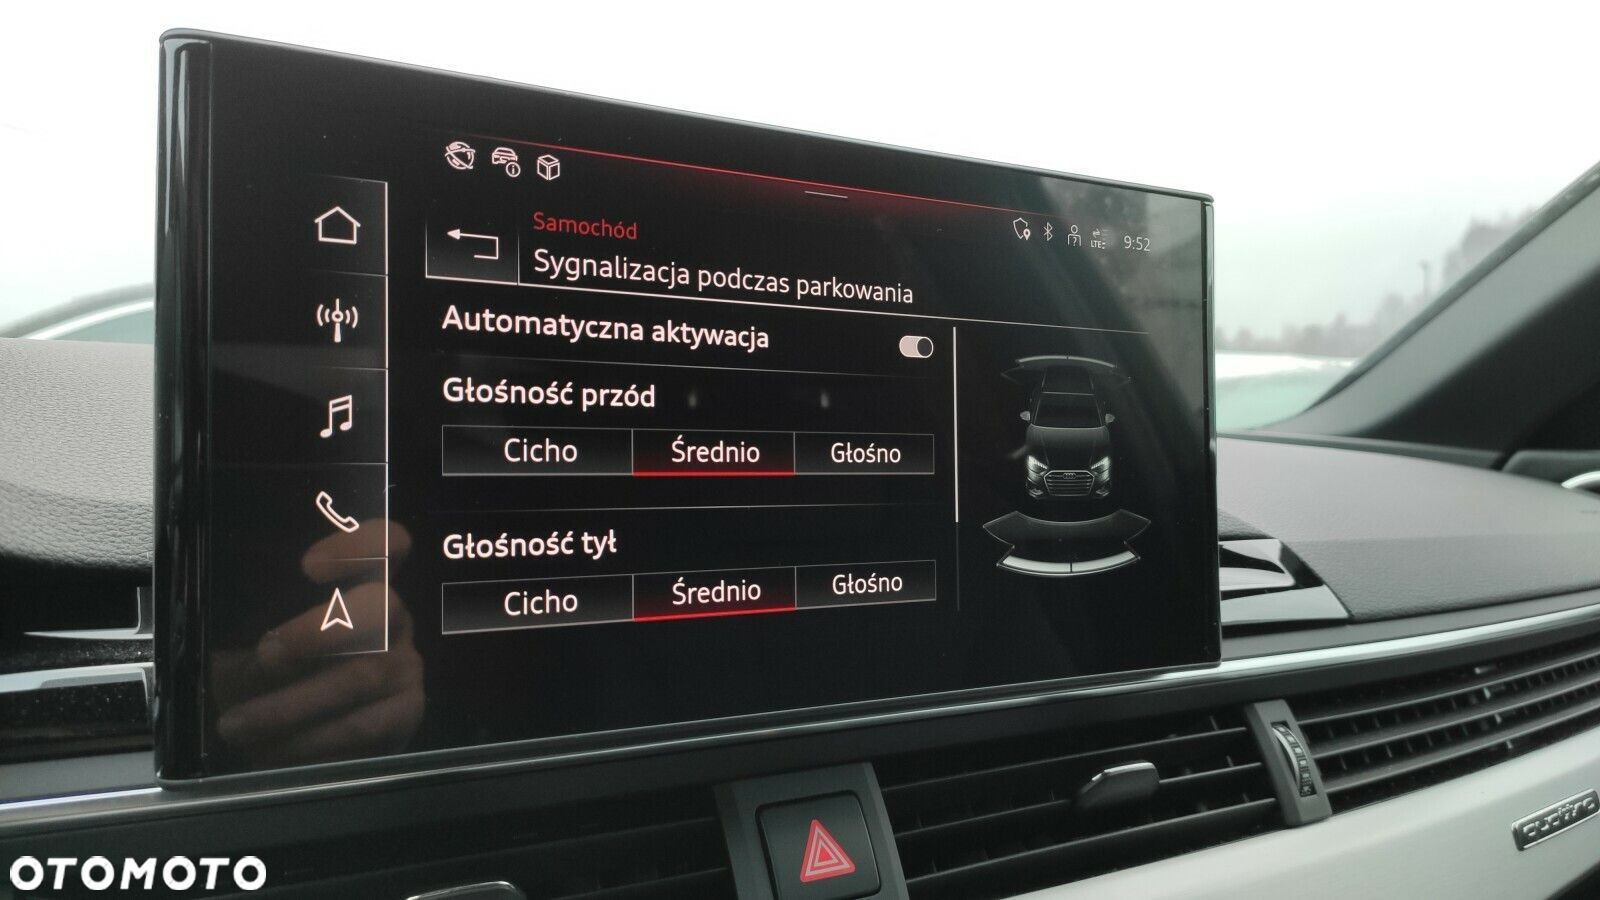 Samochód
Sygnalizacja podczas parkowania
LTE
9:52
Automatyczna aktywacja
Głośność przód
Cicho
Średnio
Głośno
Głośność tył
Cicho
Średnio
Głośno
quattro
OTOMOTO